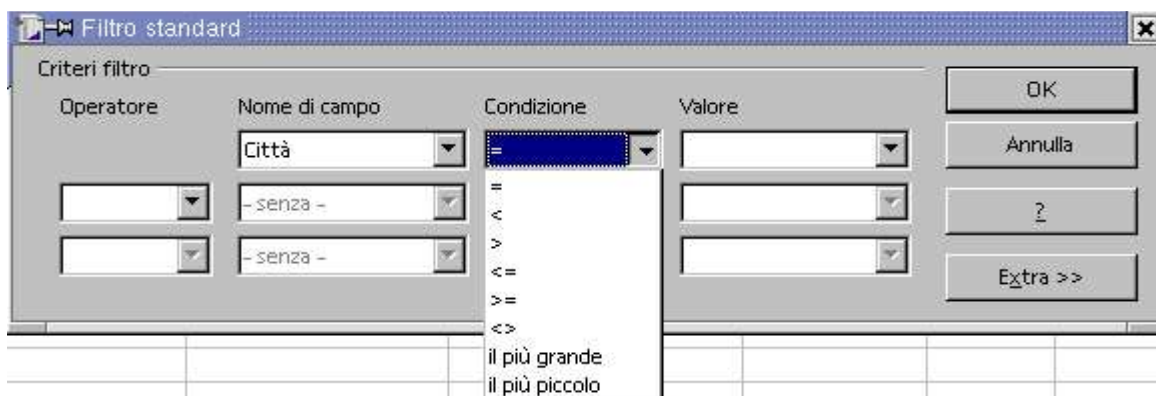 Filtro standard
Criteri filtro
Operatore Nome di campo Condizione Valore
Città =
- senza -
- senza -
=
<
>
<=
>=
<>
il più grande
il più piccolo
OK
Annulla
?
Extra >>